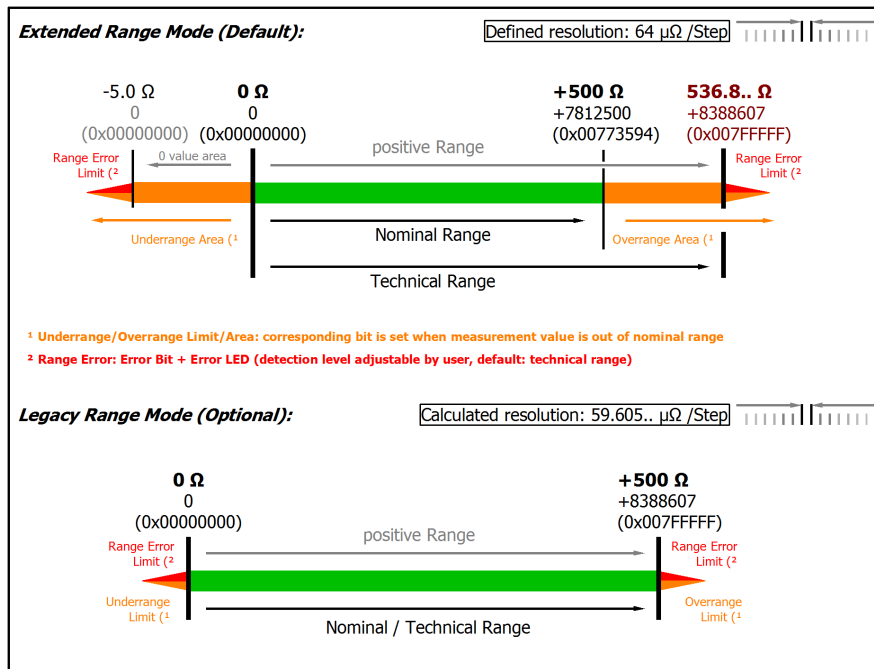 Extended Range Mode (Default):
Defined resolution: 64 µΩ /Step
-5.0 Ω
0
(0x00000000)
0 Ω
0
(0x00000000)
+500 Ω
+7812500
(0x00773594)
536.8.. Ω
+8388607
(0x007FFFFF)
Range Error
Limit (²
0 value area
positive Range
Range Error
Limit (²
Underrange Area (¹
Nominal Range
Overrange Area (¹
Technical Range
¹ Underrange/Overrange Limit/Area: corresponding bit is set when measurement value is out of nominal range
² Range Error: Error Bit + Error LED (detection level adjustable by user, default: technical range)
Legacy Range Mode (Optional):
Calculated resolution: 59.605.. µΩ /Step
0 Ω
0
(0x00000000)
+500 Ω
+8388607
(0x007FFFFF)
Range Error
Limit (²
positive Range
Range Error
Limit (²
Underrange
Limit (¹
Nominal / Technical Range
Overrange
Limit (¹